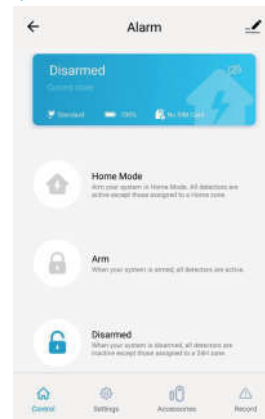 Alarm
Disarmed
Standard 100% No SIM Card
Home Mode
Arm your system in Home Mode. All detectors are
active except those assigned to a Home zone.
Arm
When your system is armed, all detectors are active.
Disarmed
When your system is disarmed, all detectors are
inactive except those assigned to a 24H zone.
Control Settings Accessories Record